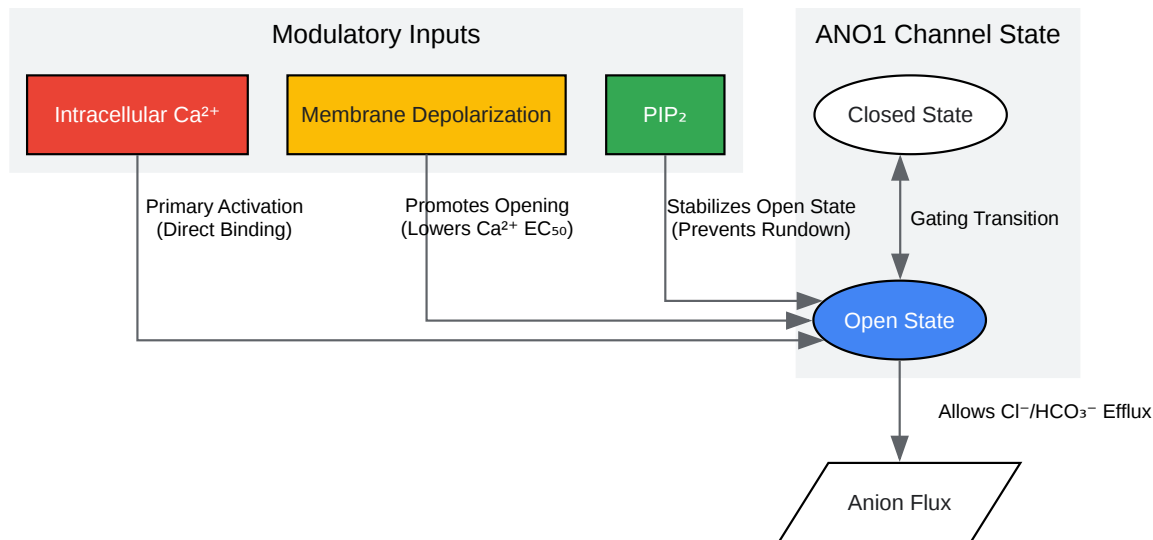 Modulatory Inputs
ANO1 Channel State
Intracellular Ca²⁺
Membrane Depolarization
PIP₂
Closed State
Primary Activation
(Direct Binding)
Promotes Opening
(Lowers Ca²⁺ EC₅₀)
Stabilizes Open State
(Prevents Rundown)
Gating Transition
Open State
Allows Cl⁻/HCO₃⁻ Efflux
Anion Flux